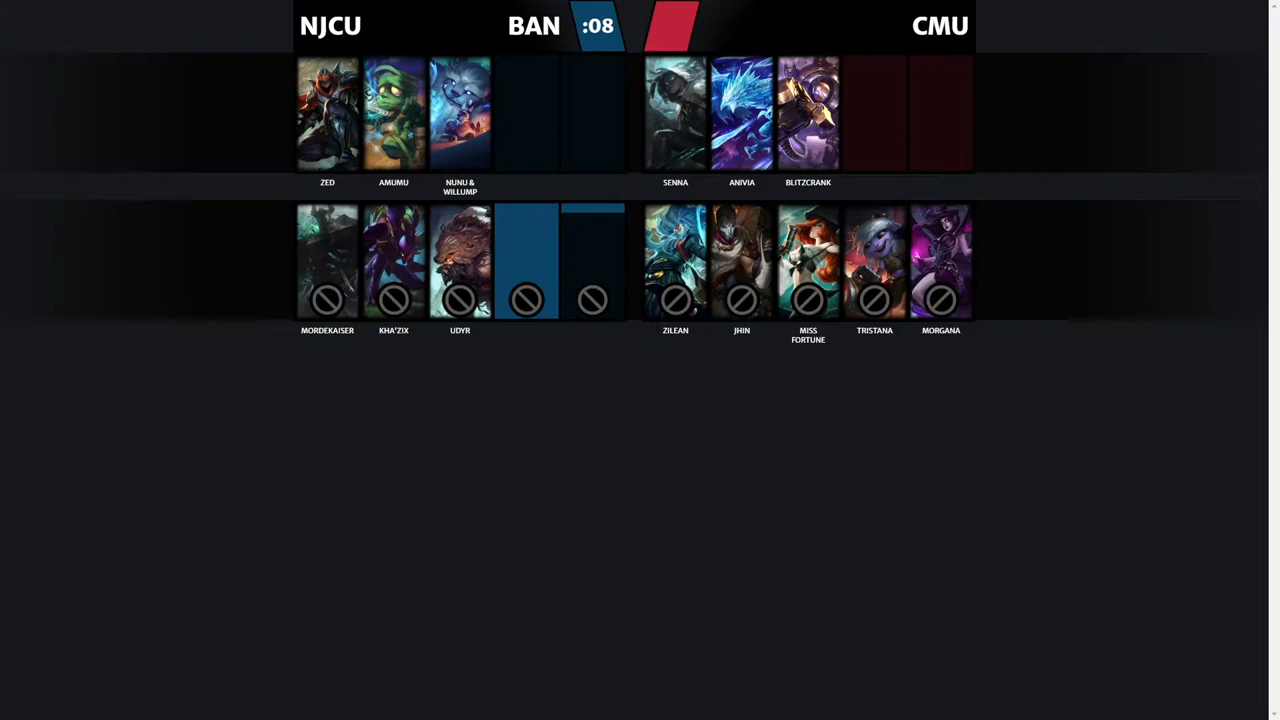 NJCU BAN :08 CMU
ZED AMUMU NUNU & SENNA ANIVIA BLITZCRANK
WILLUMP
MORDEKAISER KHA'ZIX UDYR ZILEAN JHIN MISS TRISTANA MORGANA
FORTUNE